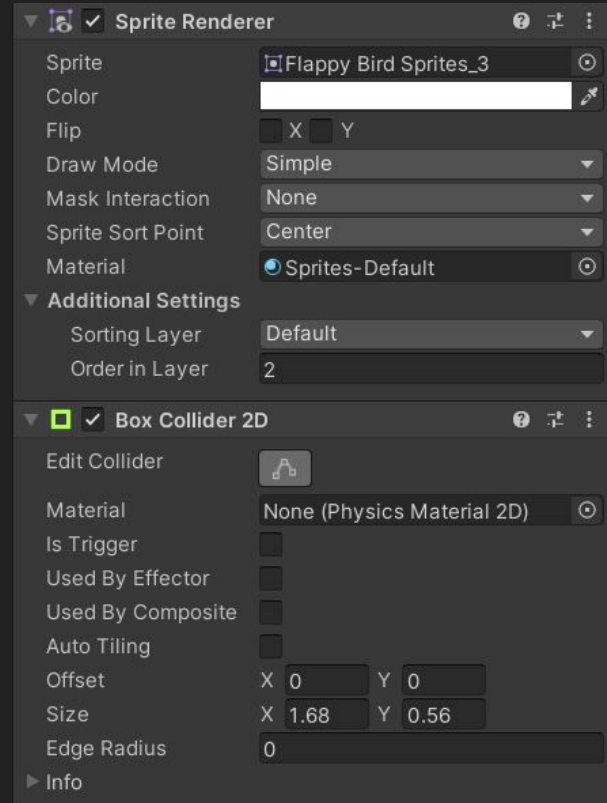 Sprite Renderer
Sprite Flappy Bird Sprites_3
Color
Flip X Y
Draw Mode Simple
Mask Interaction None
Sprite Sort Point Center
Material Sprites-Default
Additional Settings
Sorting Layer Default
Order in Layer 2
Box Collider 2D
Edit Collider
Material None (Physics Material 2D)
Is Trigger
Used By Effector
Used By Composite
Auto Tiling
Offset X 0 Y 0
Size X 1.68 Y 0.56
Edge Radius 0
Info